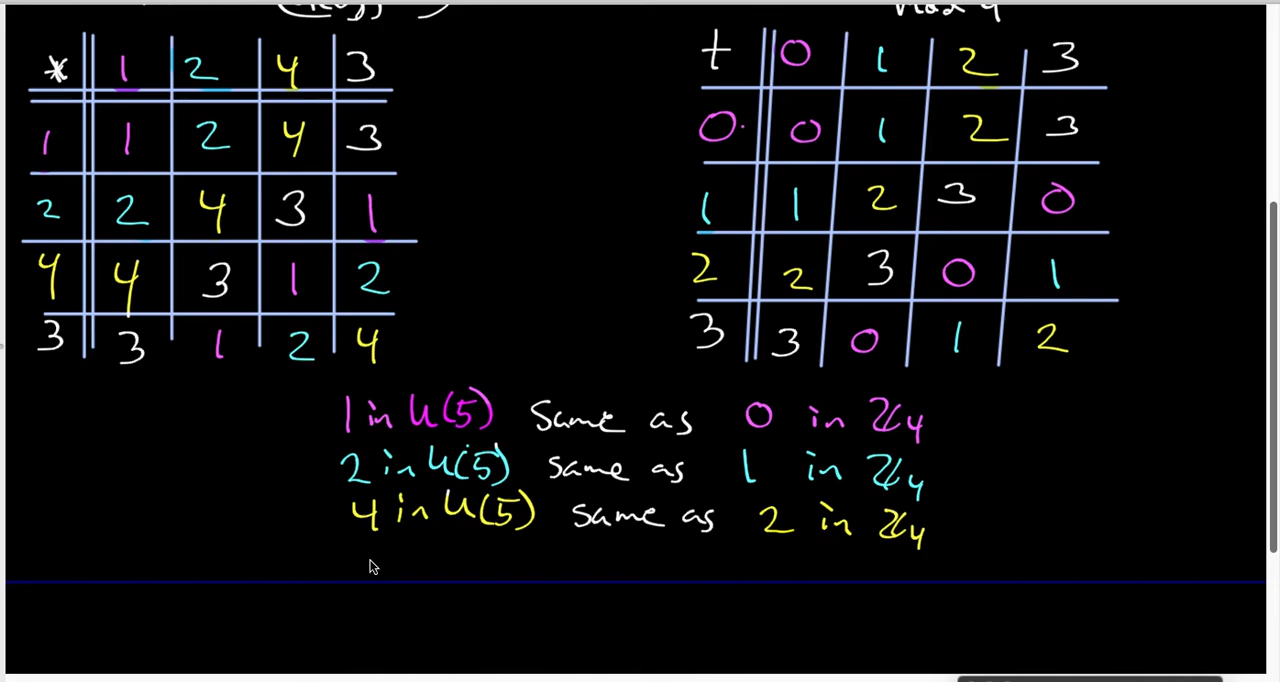 * 1 2 4 3
1 1 2 4 3
2 2 4 3 1
4 4 3 1 2
3 3 1 2 4
+ 0 1 2 3
0 0 1 2 3
1 1 2 3 0
2 2 3 0 1
3 3 0 1 2
1 in U(5) same as 0 in ℤ4
2 in U(5) same as 1 in ℤ4
4 in U(5) same as 2 in ℤ4